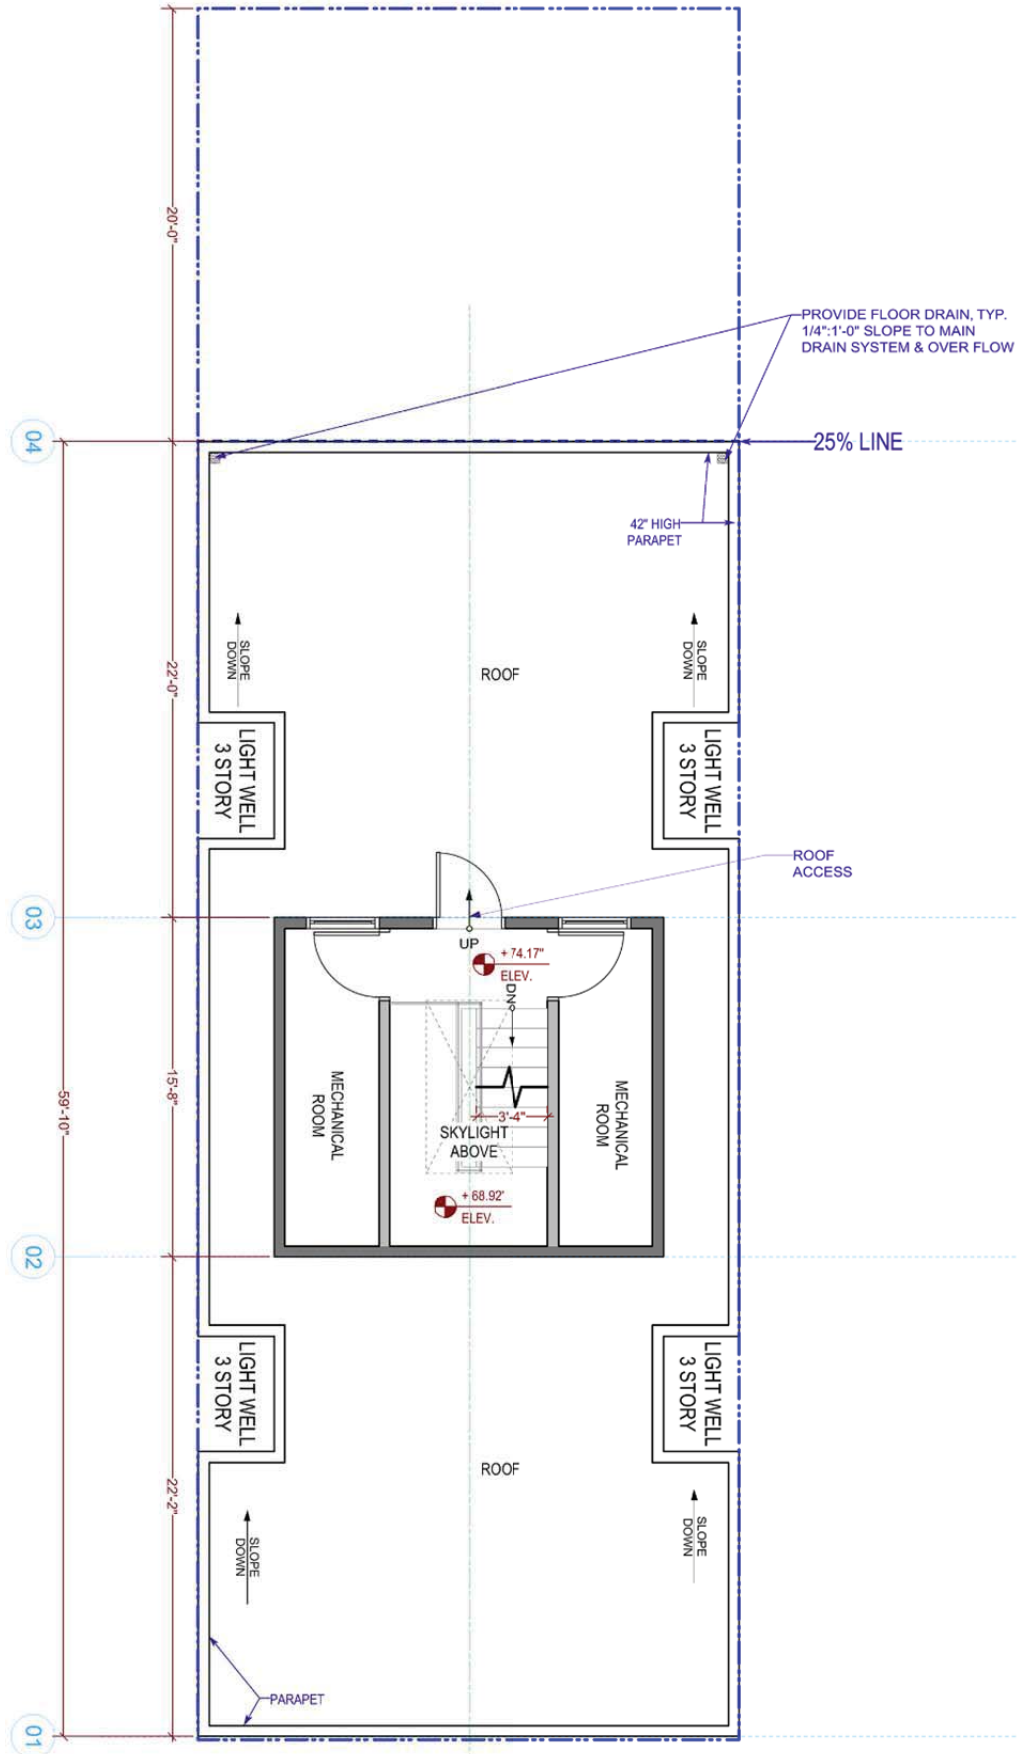 20'-0"
PROVIDE FLOOR DRAIN, TYP.
1/4":1'-0" SLOPE TO MAIN
DRAIN SYSTEM & OVER FLOW
04
25% LINE
42" HIGH
PARAPET
SLOPE
DOWN
22'-0"
ROOF
SLOPE
DOWN
LIGHT WELL
3 STORY
LIGHT WELL
3 STORY
ROOF
ACCESS
03
UP
+ 74.17"
ELEV.
DN
MECHANICAL
ROOM
15'-8"
59'-10"
3'-4"
SKYLIGHT
ABOVE
MECHANICAL
ROOM
+ 68.92'
ELEV.
02
LIGHT WELL
3 STORY
LIGHT WELL
3 STORY
ROOF
22'-2"
SLOPE
DOWN
SLOPE
DOWN
PARAPET
01